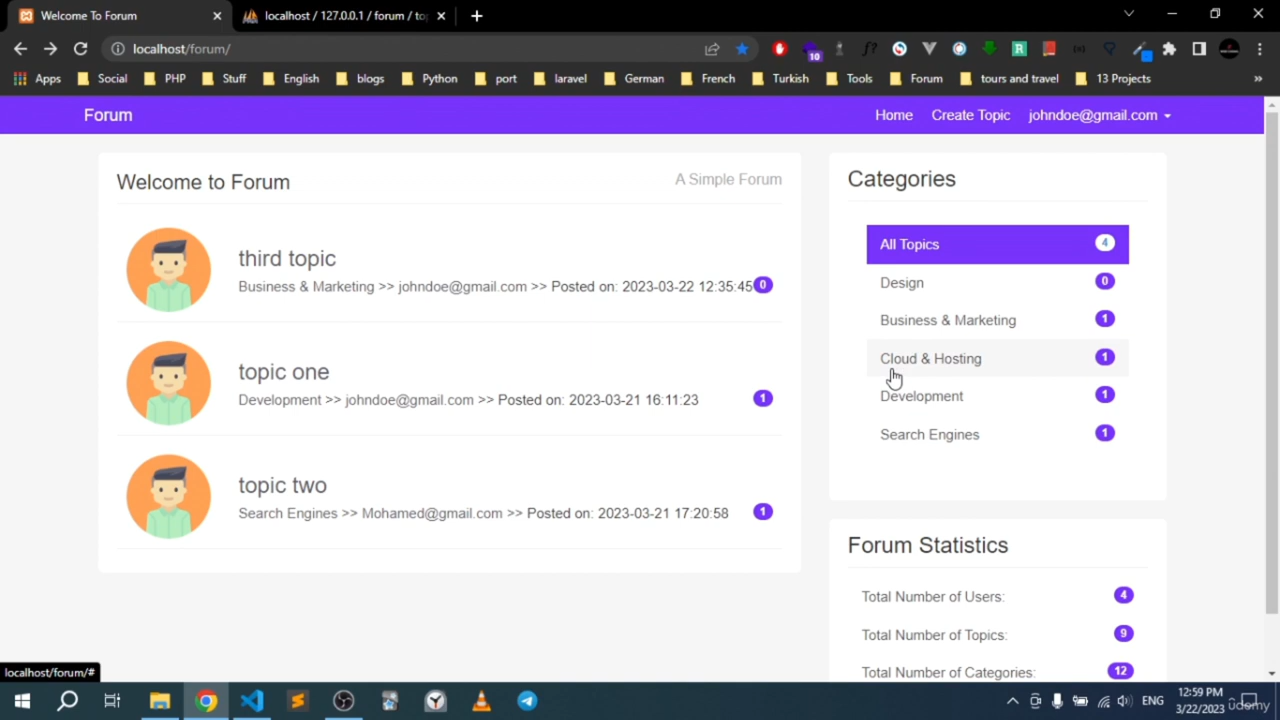 Welcome To Forum
localhost / 127.0.0.1 / forum / to
localhost/forum/
10
Apps Social PHP Stuff English blogs Python port laravel German French Turkish Tools Forum tours and travel 13 Projects
Forum Home Create Topic johndoe@gmail.com
Welcome to Forum A Simple Forum
third topic
Business & Marketing >> johndoe@gmail.com >> Posted on: 2023-03-22 12:35:45 0
topic one
Development >> johndoe@gmail.com >> Posted on: 2023-03-21 16:11:23 1
topic two
Search Engines >> Mohamed@gmail.com >> Posted on: 2023-03-21 17:20:58 1
Categories
All Topics 4
Design 0
Business & Marketing 1
Cloud & Hosting 1
Development 1
Search Engines 1
Forum Statistics
Total Number of Users: 4
Total Number of Topics: 9
Total Number of Categories: 12
localhost/forum/#
ENG
12:59 PM
3/22/2023
udemy